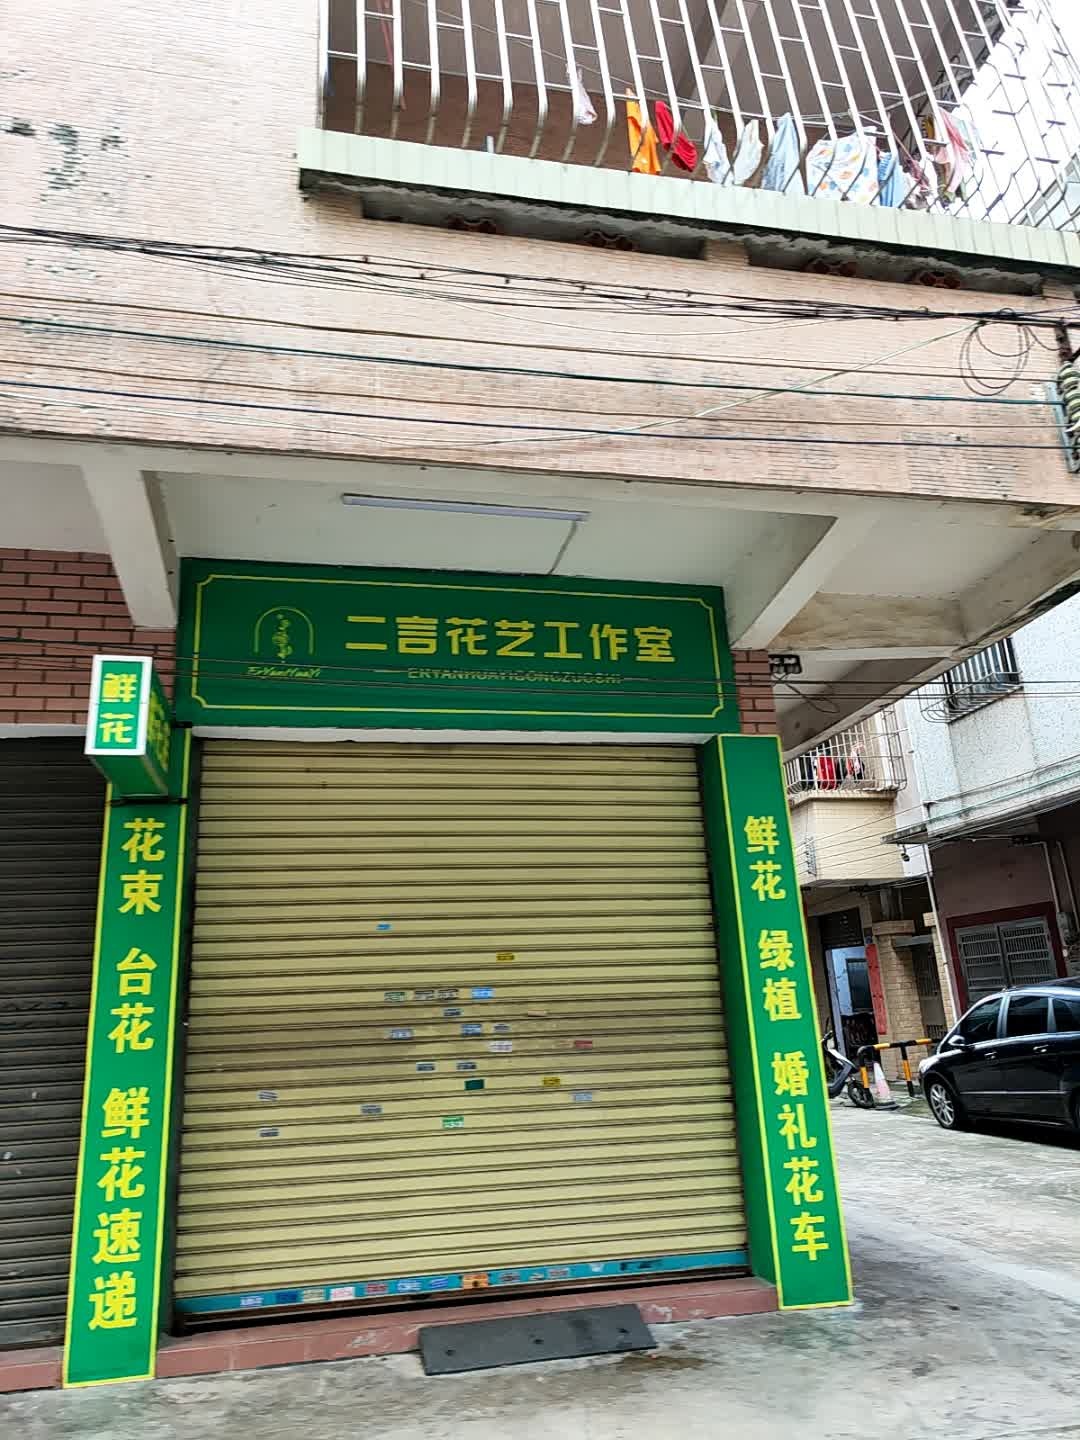 二言花艺工作室
ERYANHUAYIGONGZUOSHI
ErYanHuaYi
鲜花
花束 台花 鲜花速递
鲜花 绿植 婚礼花车